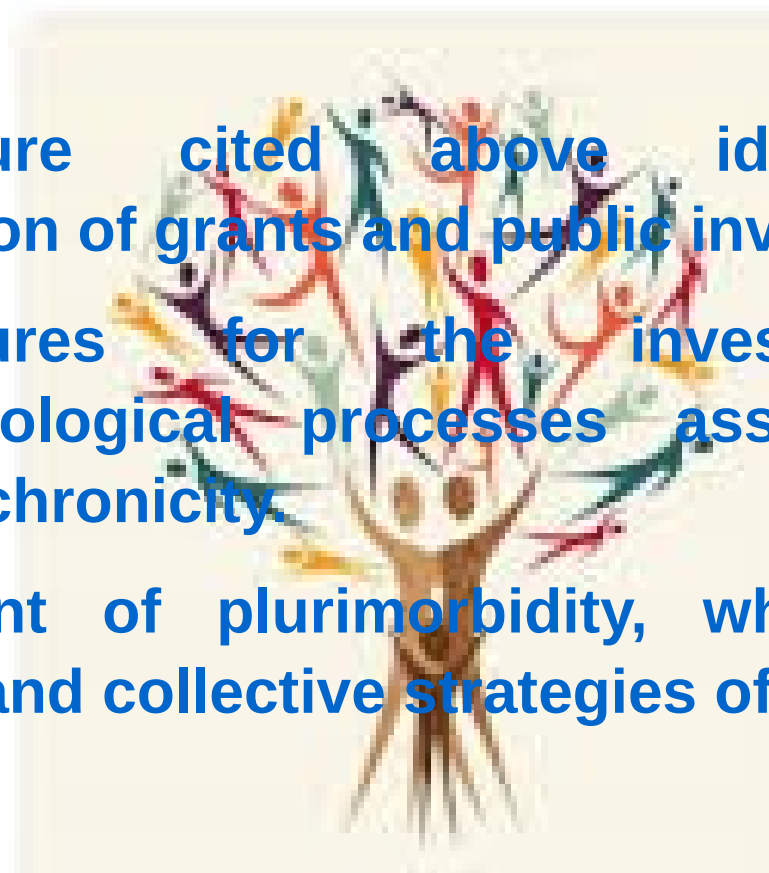 ure cited above id
on of grants and public inv
ures for the inves
ological processes ass
chronicity.
nt of plurimorbidity, wh
and collective strategies of